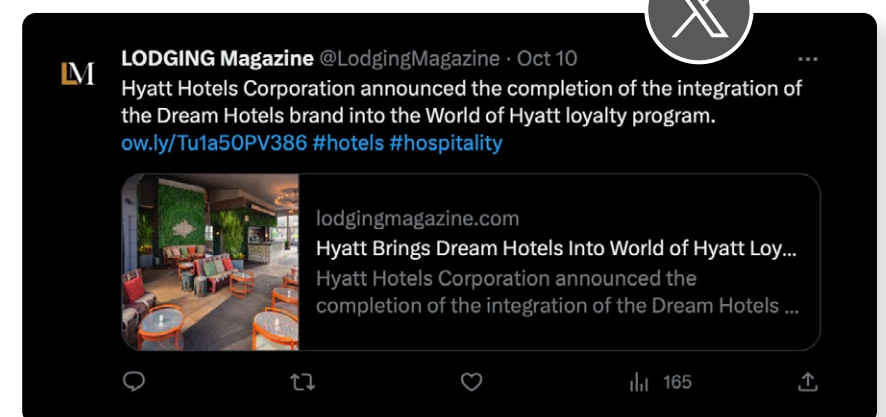 LM
LODGING Magazine @LodgingMagazine · Oct 10
Hyatt Hotels Corporation announced the completion of the integration of
the Dream Hotels brand into the World of Hyatt loyalty program.
ow.ly/Tu1a50PV386 #hotels #hospitality
lodgingmagazine.com
Hyatt Brings Dream Hotels Into World of Hyatt Loy...
Hyatt Hotels Corporation announced the
completion of the integration of the Dream Hotels ...
165